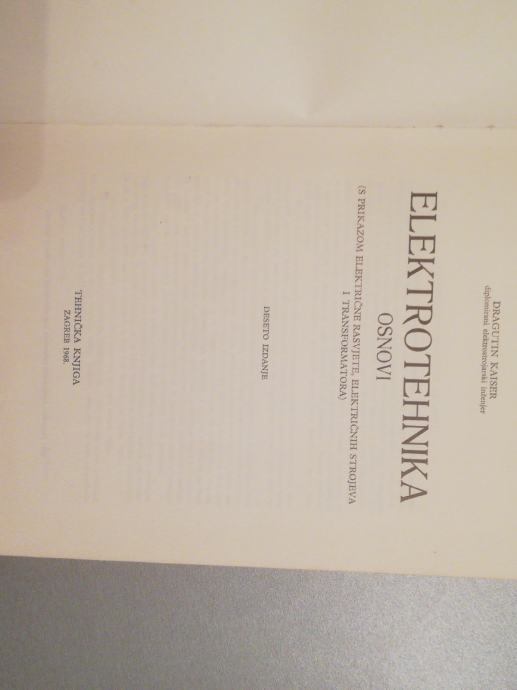 DRAGUTIN KAISER
diplomirani elektrostrojarski inženjer
ELEKTROTEHNIKA
OSNOVI
(S PRIKAZOM ELEKTRIČNE RASVJETE, ELEKTRIČNIH STROJEVA
I TRANSFORMATORA)
DESETO IZDANJE
TEHNIČKA KNJIGA
ZAGREB 1968.